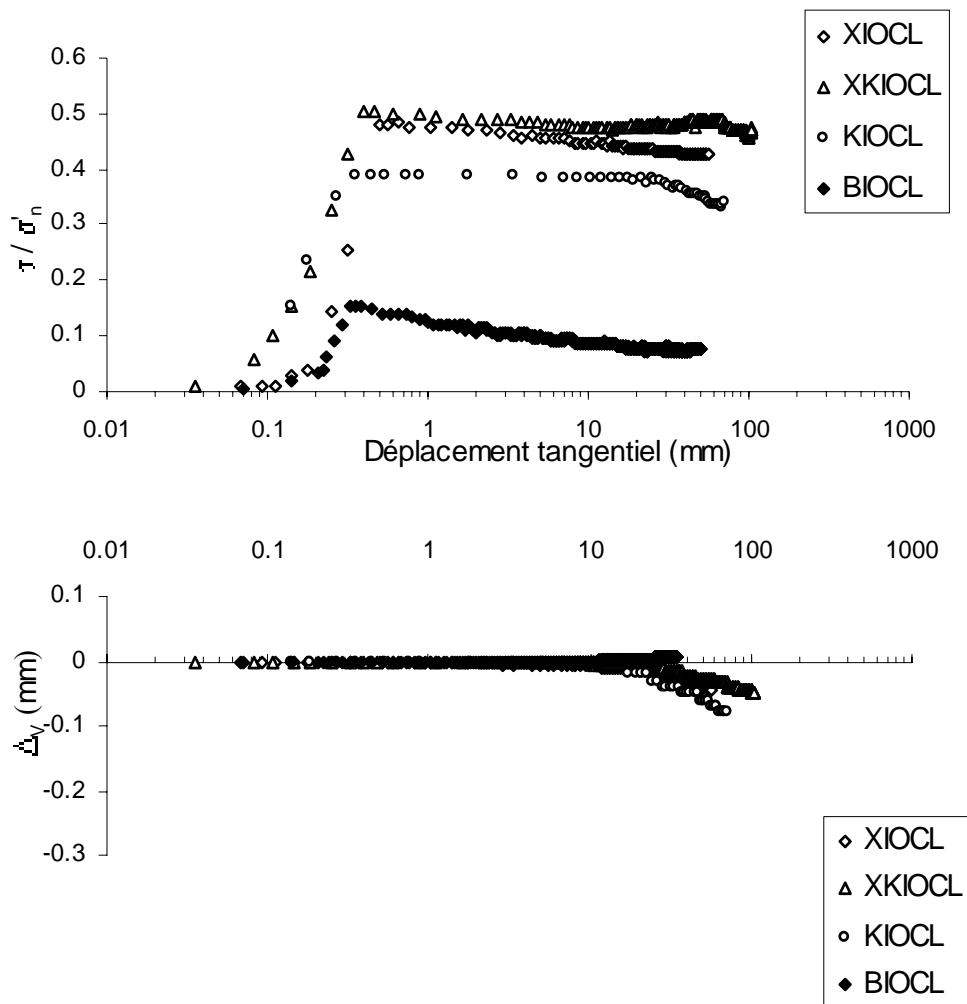 XIOCL
XKIOCL
KIOCL
BIOCL
0.6
0.5
0.4
0.3
0.2
0.1
0
τ / σ'n
0.01 0.1 1 10 100 1000
Déplacement tangentiel (mm)
0.01 0.1 1 10 100 1000
0.1
0
-0.1
-0.2
-0.3
(mm)
XIOCL
XKIOCL
KIOCL
BIOCL